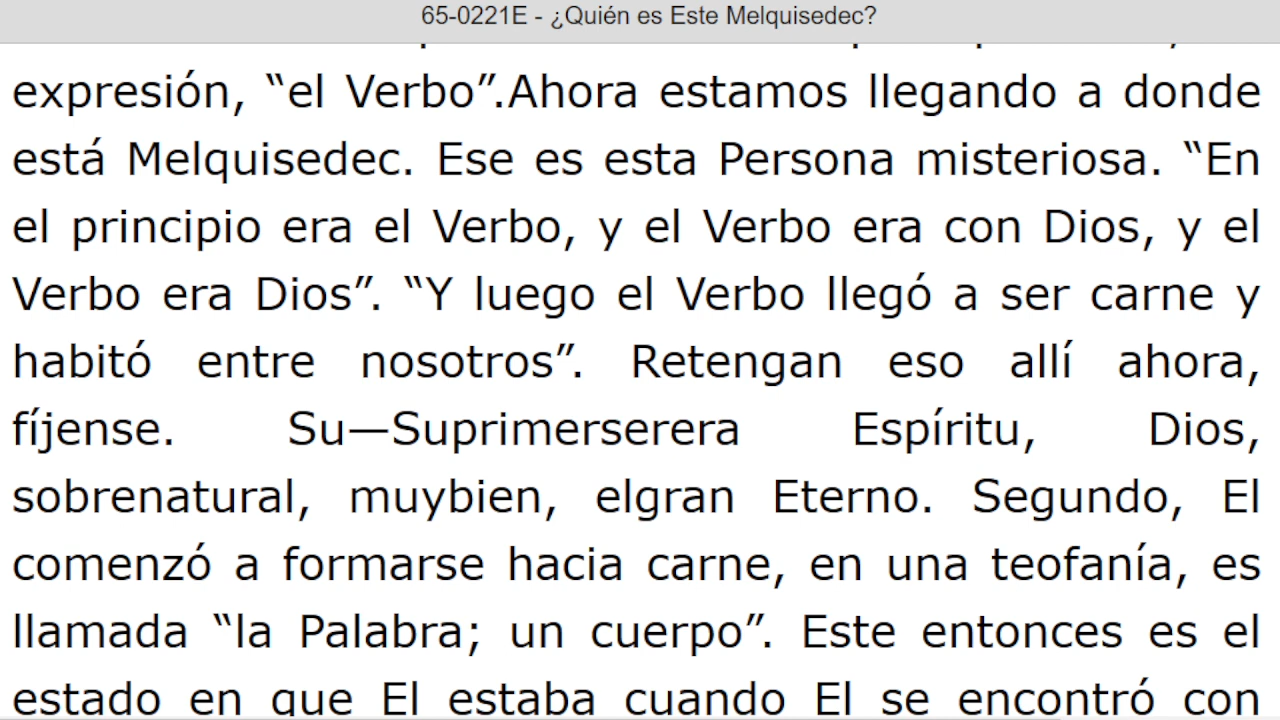 65-0221E - ¿Quién es Este Melquisedec?
expresión, “el Verbo”.Ahora estamos llegando a donde
está Melquisedec. Ese es esta Persona misteriosa. “En
el principio era el Verbo, y el Verbo era con Dios, y el
Verbo era Dios”. “Y luego el Verbo llegó a ser carne y
habitó entre nosotros”. Retengan eso allí ahora,
fíjense. Su—Suprimerserera Espíritu, Dios,
sobrenatural, muybien, elgran Eterno. Segundo, El
comenzó a formarse hacia carne, en una teofanía, es
llamada “la Palabra; un cuerpo”. Este entonces es el
estado en que El estaba cuando El se encontró con